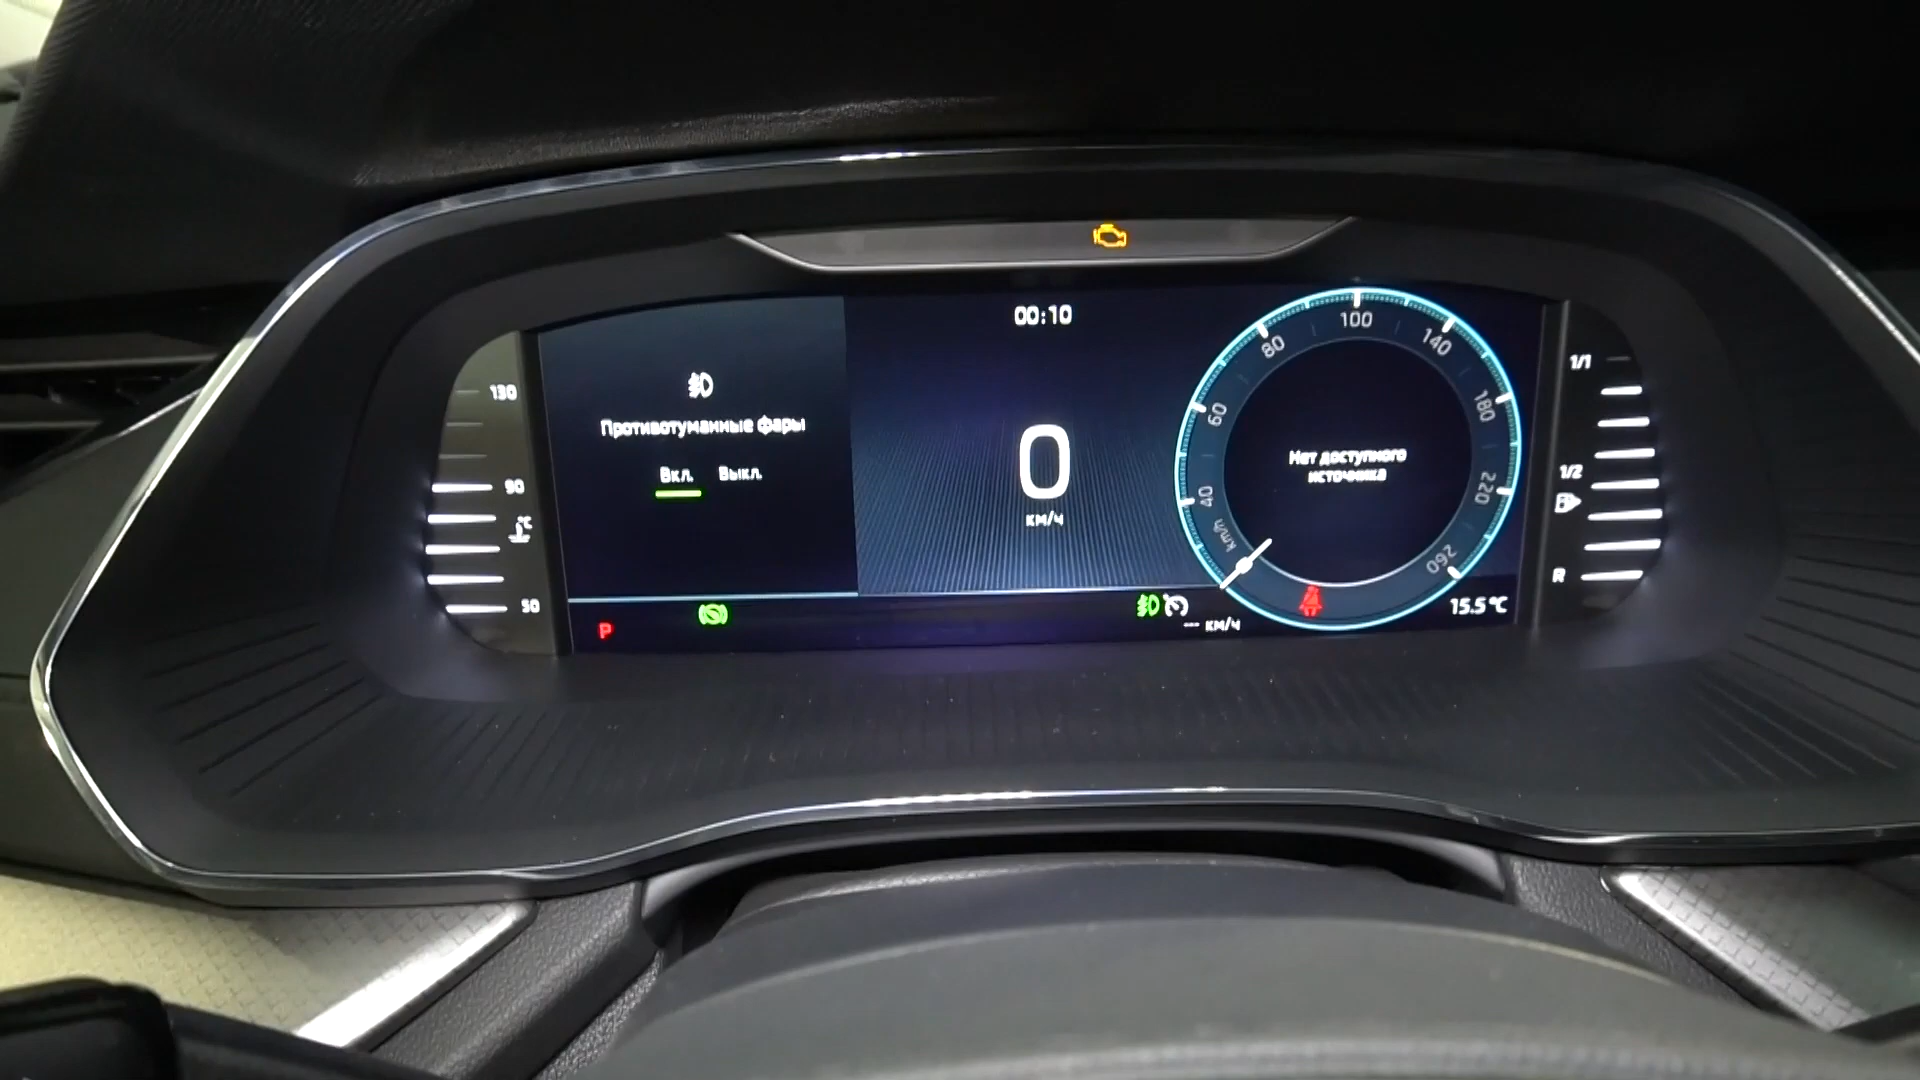 00:10
130
90
°C
50
Противотуманные фары
Вкл. Выкл.
0
км/ч
P
--- км/ч
km/h
40
60
80
100
140
180
220
260
Нет доступного
источника
15.5 °C
1/1
1/2
R